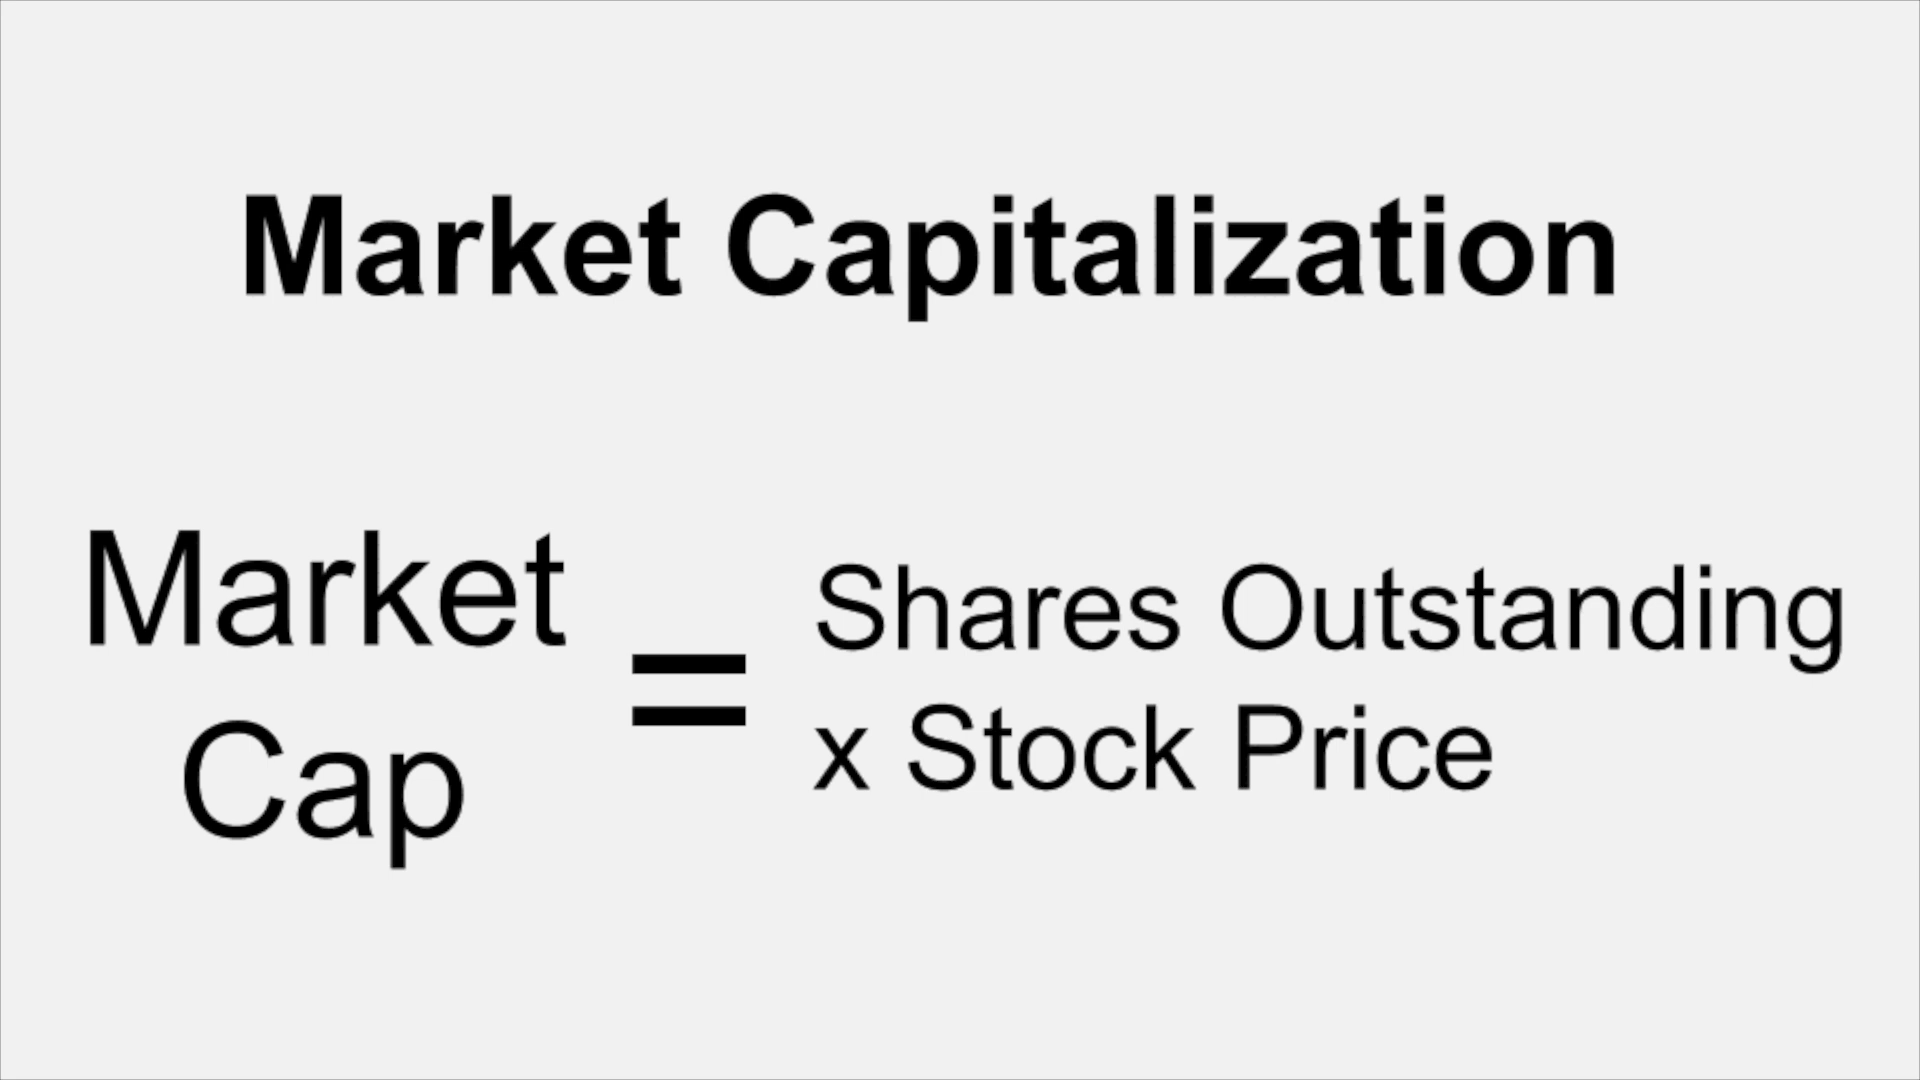 Market Capitalization
Market
Cap
=
Shares Outstanding
x Stock Price